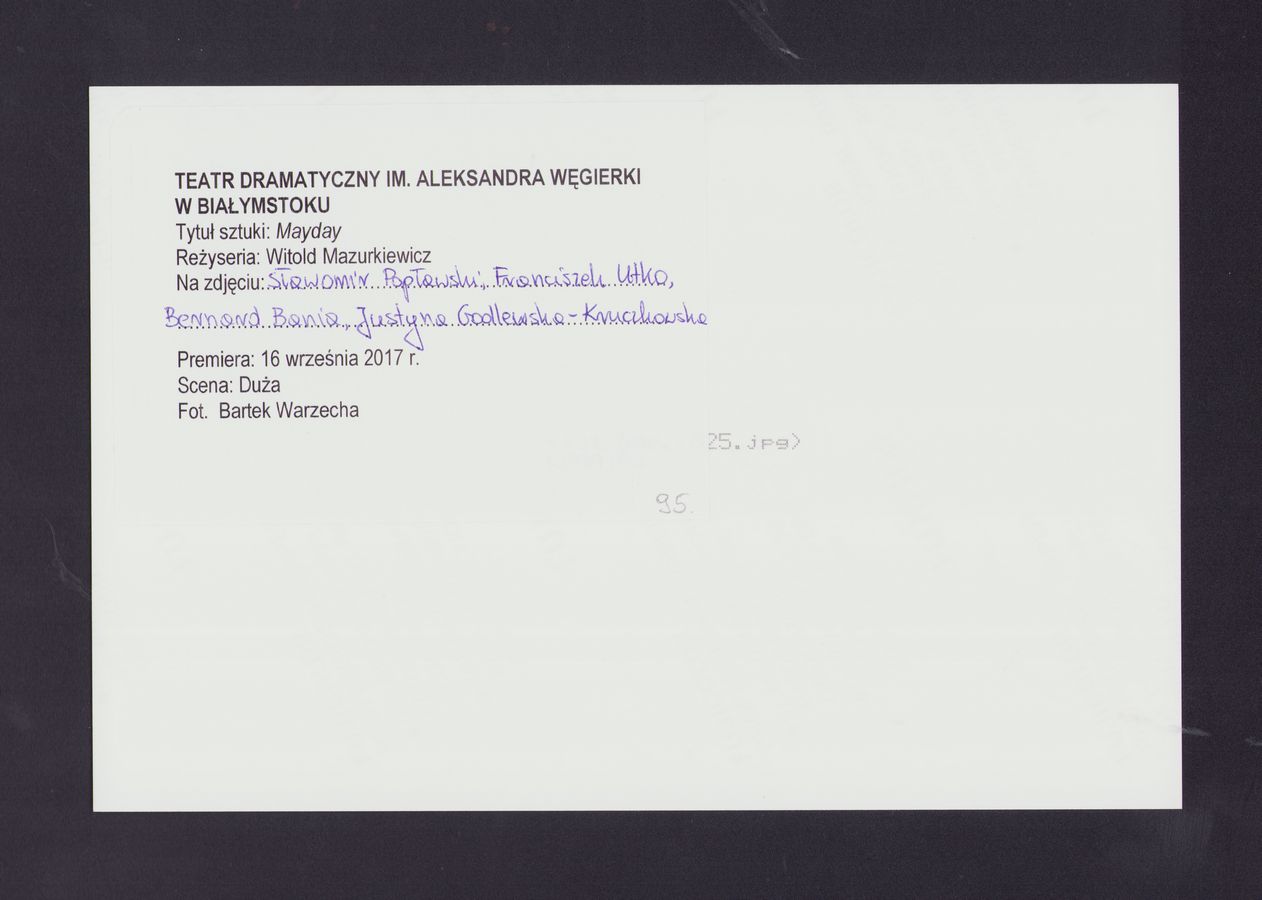 TEATR DRAMATYCZNY IM. ALEKSANDRA WĘGIERKI
W BIAŁYMSTOKU
Tytuł sztuki: Mayday
Reżyseria: Witold Mazurkiewicz
Na zdjęciu: Sławomir Popławski, Franciszek Utko,
Bernard Bania, Justyna Godlewska-Kruczkowska
Premiera: 16 września 2017 r.
Scena: Duża
Fot. Bartek Warzecha
25.jpg)
95.